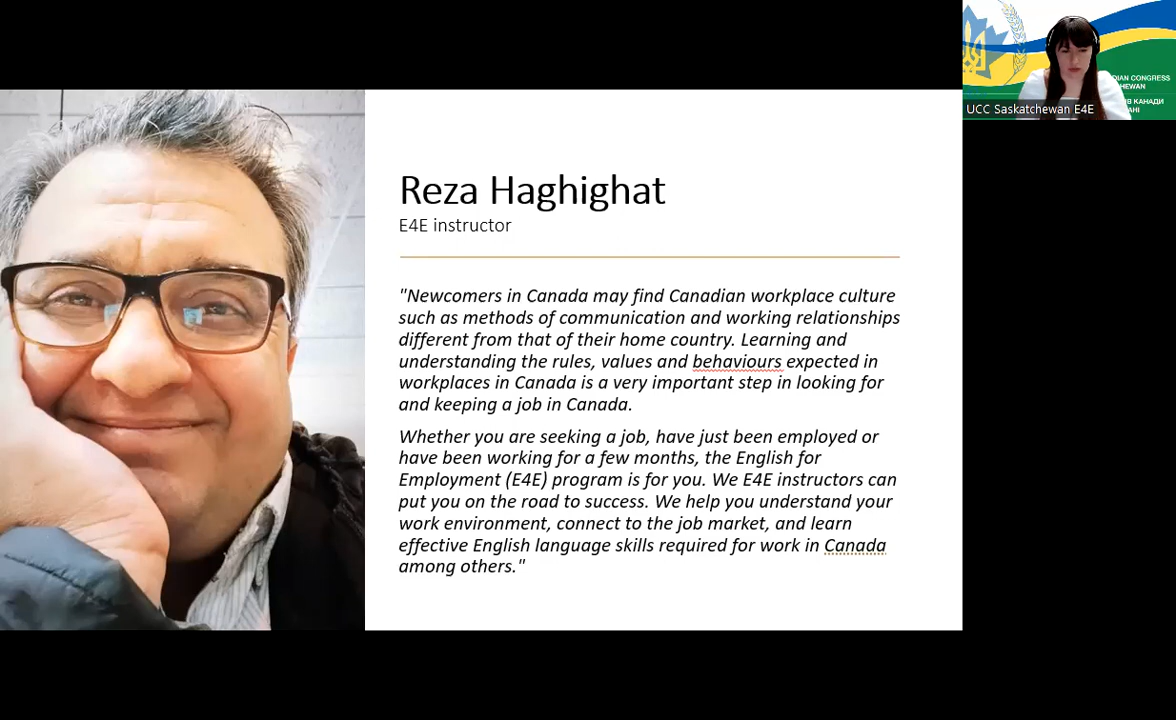 Reza Haghighat
E4E instructor
"Newcomers in Canada may find Canadian workplace culture
such as methods of communication and working relationships
different from that of their home country. Learning and
understanding the rules, values and behaviours expected in
workplaces in Canada is a very important step in looking for
and keeping a job in Canada.
Whether you are seeking a job, have just been employed or
have been working for a few months, the English for
Employment (E4E) program is for you. We E4E instructors can
put you on the road to success. We help you understand your
work environment, connect to the job market, and learn
effective English language skills required for work in Canada
among others."
DIAN CONGRESS
HEWAN
ІВ КАНАДИ
АНІ
UCC Saskatchewan E4E